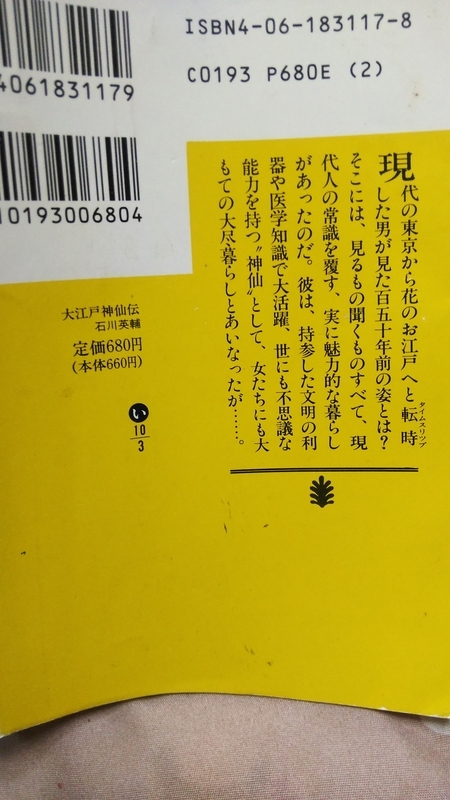 ISBN4-06-183117-8
C0193 P680E (2)
4061831179
0193006804
現代の東京から花のお江戸へと転時タイムスリップ
した男が見た百五十年前の姿とは?
そこには、見るもの聞くものすべて、現
代人の常識を覆す、実に魅力的な暮らし
があったのだ。彼は、持参した文明の利
器や医学知識で大活躍、世にも不思議な
能力を持つ〝神仙〟として、女たちにも大
もての大尽暮らしとあいなったが……。
大江戸神仙伝
石川英輔
定価680円
(本体660円)
い
10
3